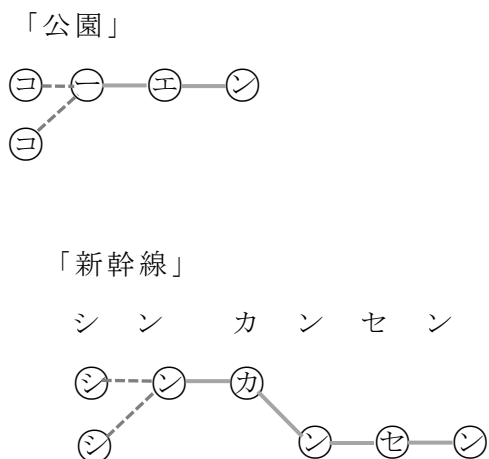 「公園」
コ ー エ ン
コ
「新幹線」
シ ン カ ン セ ン
シ ン カ
シ ン セ ン